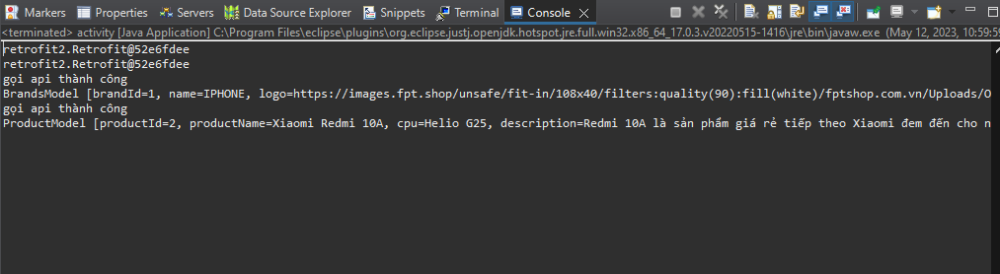 Markers Properties Servers Data Source Explorer Snippets Terminal Console
<terminated> activity [Java Application] C:\Program Files\eclipse\plugins\org.eclipse.justj.openjdk.hotspot.jre.full.win32.x86_64_17.0.3.v20220515-1416\jre\bin\javaw.exe (May 12, 2023, 10:59:59
retrofit2.Retrofit@52e6fdee
retrofit2.Retrofit@52e6fdee
gọi api thành công
BrandsModel [brandId=1, name=IPHONE, logo=https://images.fpt.shop/unsafe/fit-in/108x40/filters:quality(90):fill(white)/fptshop.com.vn/Uploads/O
gọi api thành công
ProductModel [productId=2, productName=Xiaomi Redmi 10A, cpu=Helio G25, description=Redmi 10A là sản phẩm giá rẻ tiếp theo Xiaomi đem đến cho n